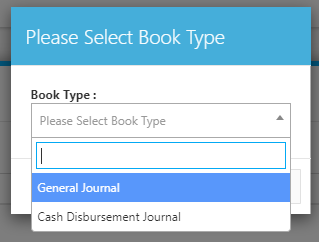 Please Select Book Type
Book Type :
Please Select Book Type
General Journal
Cash Disbursement Journal